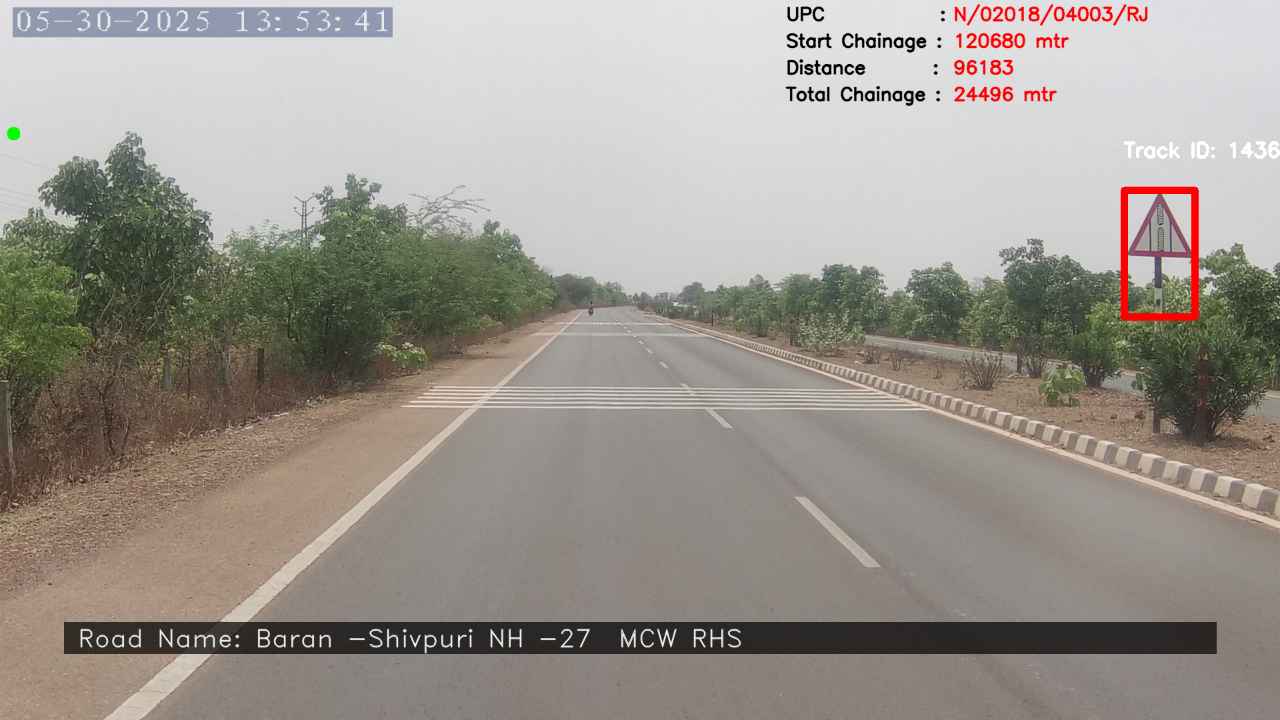 05-30-2025 13:53:41
UPC : N/02018/04003/RJ
Start Chainage : 120680 mtr
Distance : 96183
Total Chainage : 24496 mtr
Track ID: 1436
Road Name: Baran -Shivpuri NH -27 MCW RHS